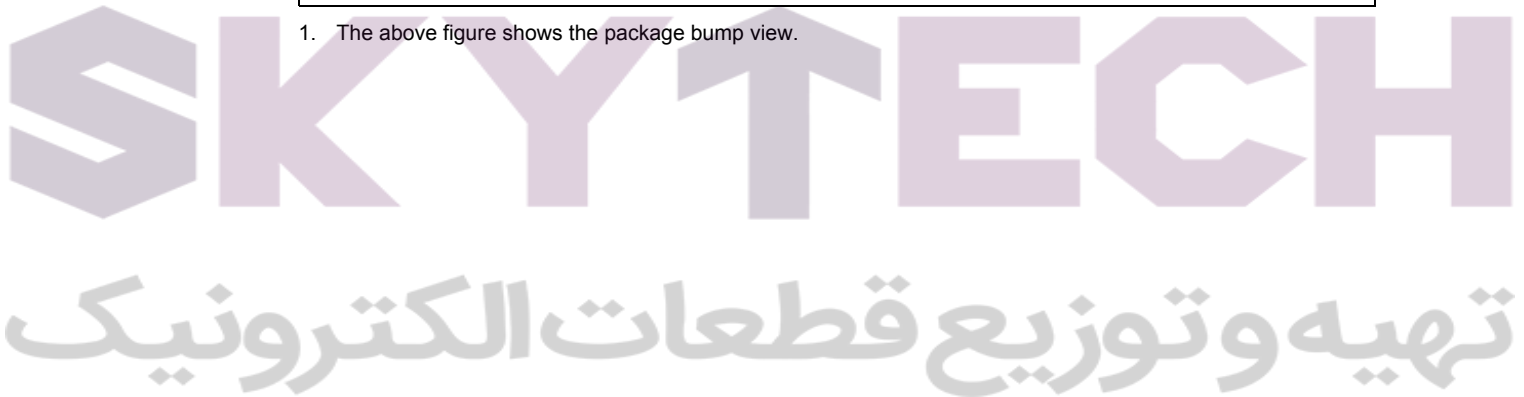 1. The above figure shows the package bump view.
SKYTECH
تهیه و توزیع قطعات الکترونیک